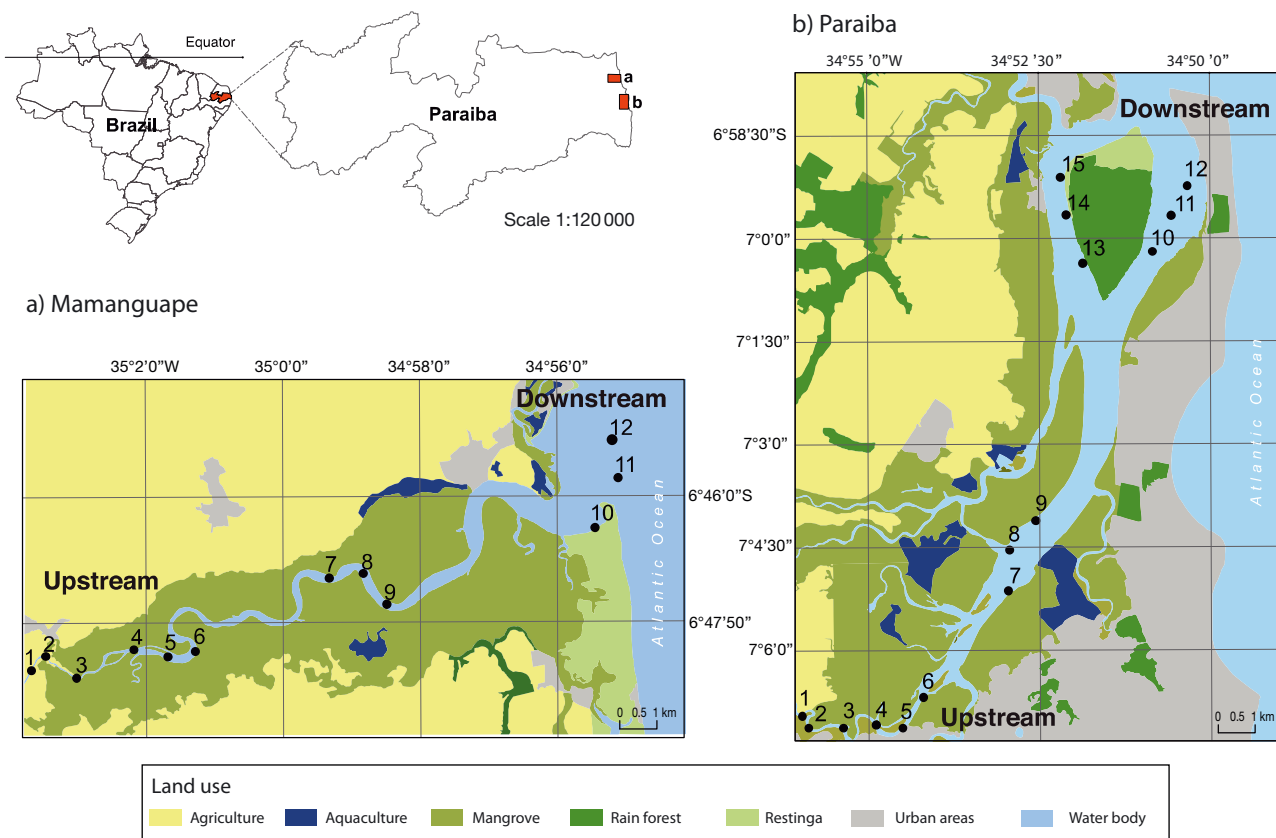 Equator
Brazil
Paraiba
a
b
Scale 1:120 000
a) Mamanguape
35°2'0"W 35°0'0" 34°58'0" 34°56'0"
Downstream
12
11
6°46'0"S
10
7 8
9
Upstream
6°47'50"
1 2 3 4 5 6
Atlantic Ocean
0 0.5 1 km
b) Paraiba
34°55 '0"W 34°52 '3” 34°50 '0”
Downstream
6°58'30”S
15
12
14
11
7°0'0”
13
10
7°1'30”
7°3'0”
9
8
7°4'30”
7
7°6'0”
6
1 2 3 4 5
Upstream
Atlantic Ocean
0 0.5 1 km
Land use
Agriculture Aquaculture Mangrove Rain forest Restinga Urban areas Water body